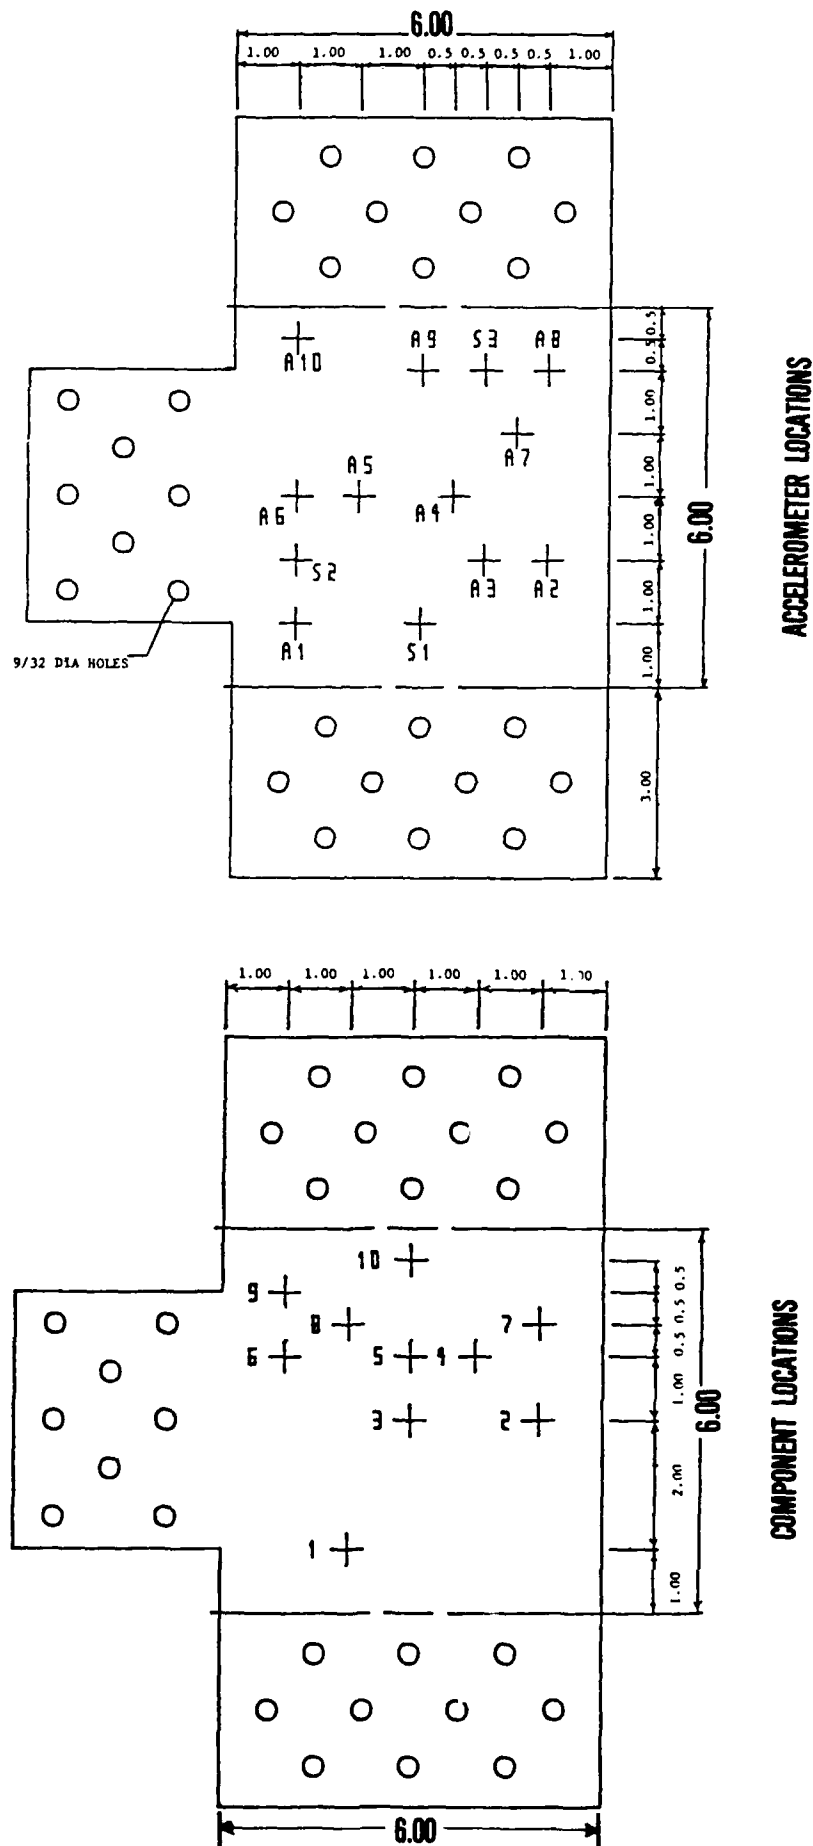 6.00
1.00 1.00 1.00 0.5 0.5 0.5 0.5 1.00
A10 A9 S3 A8
A7
A5
A6 A4
S2 A3 A2
A1 S1
9/32 DIA HOLES
0.5
0.5
1.00
1.00
1.00
1.00
1.00
6.00
3.00
ACCELEROMETER LOCATIONS
1.00 1.00 1.00 1.00 1.00 1.00
10
9
8 7
6 5 4
3 2
1
0.5
0.5
0.5
1.00
2.00
1.00
6.00
COMPONENT LOCATIONS
6.00